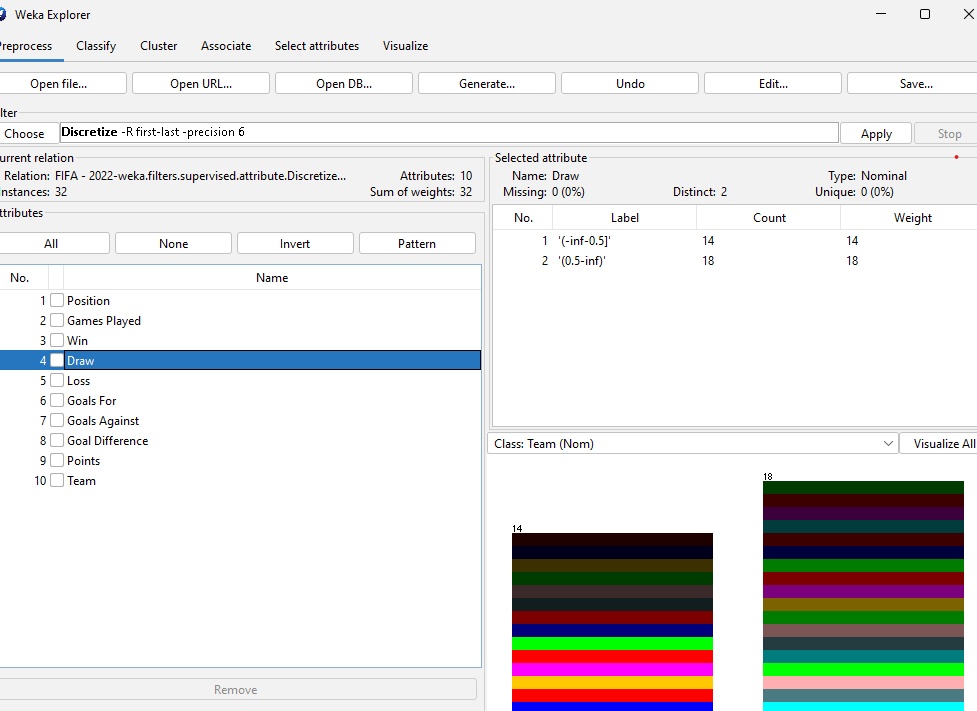 Weka Explorer
Preprocess Classify Cluster Associate Select attributes Visualize
Open file... Open URL... Open DB... Generate... Undo Edit... Save...
lter
Choose Discretize -R first-last -precision 6 Apply Stop
urrent relation
Relation: FIFA - 2022-weka.filters.supervised.attribute.Discretize... Attributes: 10
nstances: 32 Sum of weights: 32
Selected attribute
Name: Draw Type: Nominal
Missing: 0 (0%) Distinct: 2 Unique: 0 (0%)
ttributes
All None Invert Pattern
No. Name
1 Position
2 Games Played
3 Win
4 Draw
5 Loss
6 Goals For
7 Goals Against
8 Goal Difference
9 Points
10 Team
Remove
No. Label Count Weight
1 '(-inf-0.5]' 14 14
2 '(0.5-inf)' 18 18
Class: Team (Nom) Visualize All
14
18